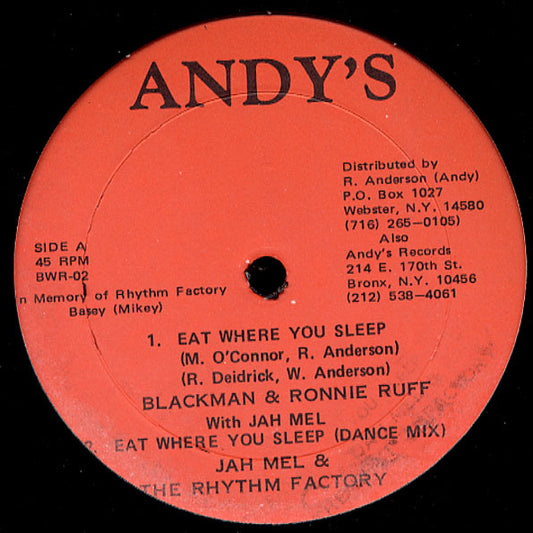 ANDY'S
Distributed by
R. Anderson (Andy)
P.O. Box 1027
Webster, N.Y. 14580
(716) 265-0105)
Also
Andy's Records
214 E. 170th St.
Bronx, N.Y. 10456
(212) 538-4061
SIDE A
45 RPM
BWR-02
n Memory of Rhythm Factory
Basey (Mikey)
1. EAT WHERE YOU SLEEP
(M. O'Connor, R. Anderson)
(R. Deidrick, W. Anderson)
BLACKMAN & RONNIE RUFF
With JAH MEL
2. EAT WHERE YOU SLEEP (DANCE MIX)
JAH MEL &
THE RHYTHM FACTORY